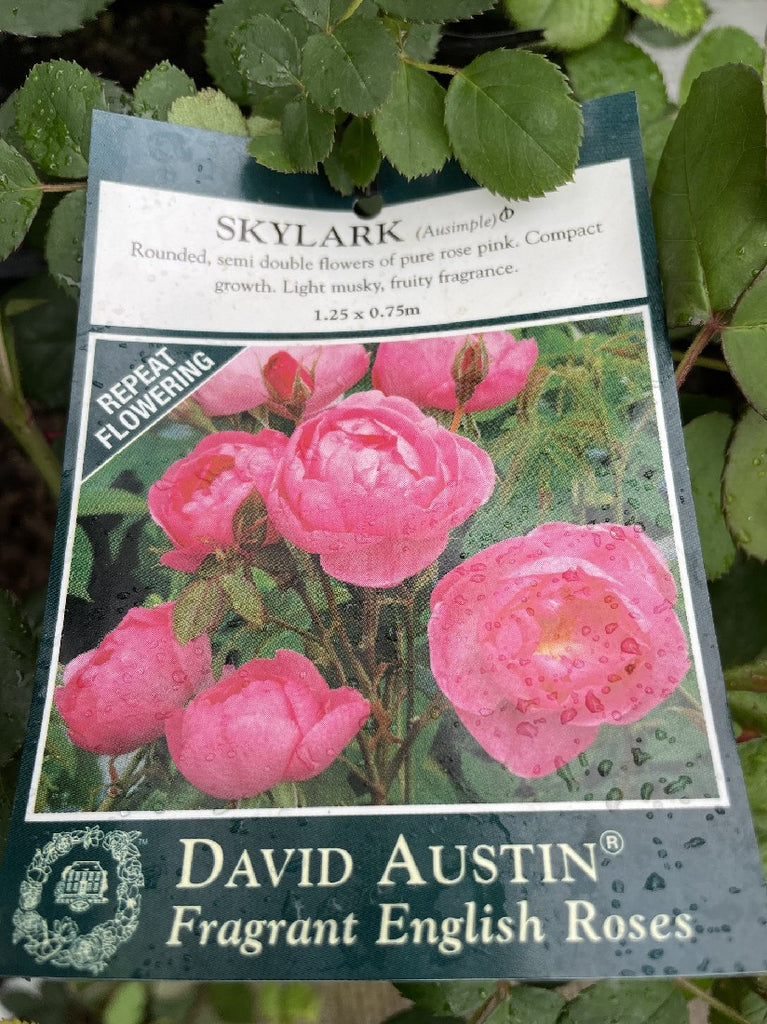 SKYLARK (Ausimple)
Rounded, semi double flowers of pure rose pink. Compact
growth. Light musky, fruity fragrance.
1.25 x 0.75m
REPEAT
FLOWERING
DAVID AUSTIN®
Fragrant English Roses